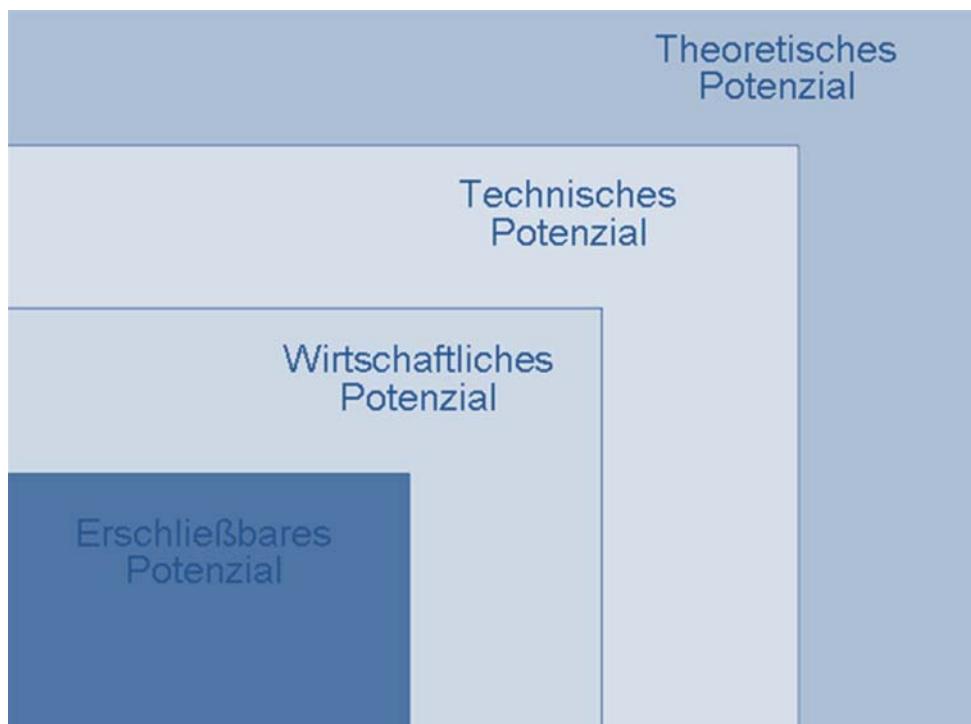 Theoretisches
Potenzial
Technisches
Potenzial
Wirtschaftliches
Potenzial
Erschließbares
Potenzial